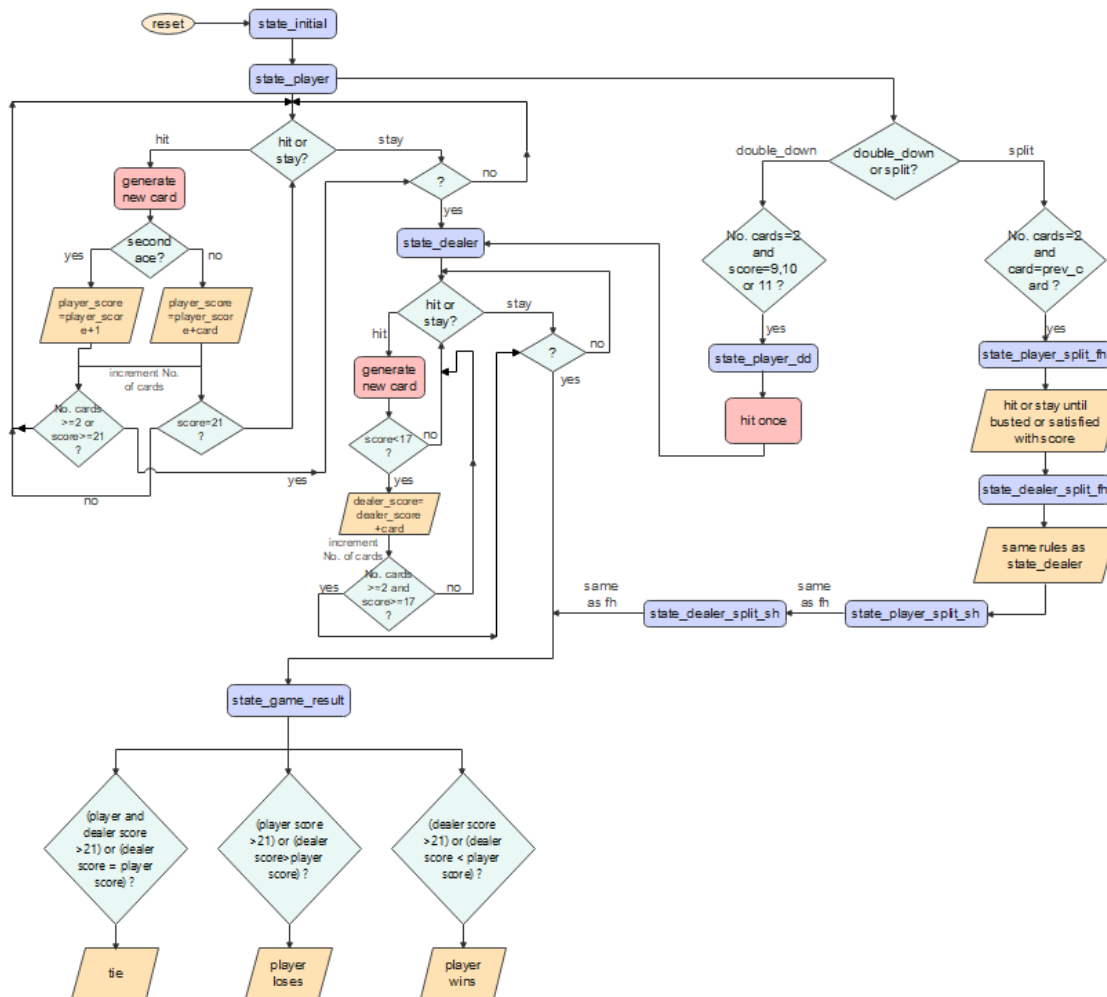 reset
state_initial
state_player
hit
hit or
stay?
stay
generate
new card
?
no
yes
second
ace?
yes
no
player_score
=player_scor
e+1
player_score
=player_scor
e+card
increment No.
of cards
No. cards
>=2 or
score>=21
?
score=21
?
no
yes
state_dealer
hit or
stay?
stay
hit
generate
new card
?
no
yes
score<17
?
no
yes
dealer_score=
dealer_score
+card
increment
No. of cards
No. cards
>=2 and
score>=17
?
yes
no
double_down
double_down
or split?
split
No. cards=2
and
score=9,10
or 11 ?
yes
state_player_dd
hit once
No. cards=2
and
card=prev_c
ard ?
yes
state_player_split_fh
hit or stay until
busted or satisfied
with score
state_dealer_split_fh
same rules as
state_dealer
same
as fh
state_dealer_split_sh
same
as fh
state_player_split_sh
state_game_result
(player and
dealer score
>21) or (dealer
score = player
score) ?
(player score
>21) or (dealer
score>player
score) ?
(dealer score
>21) or (dealer
score < player
score) ?
tie
player
loses
player
wins